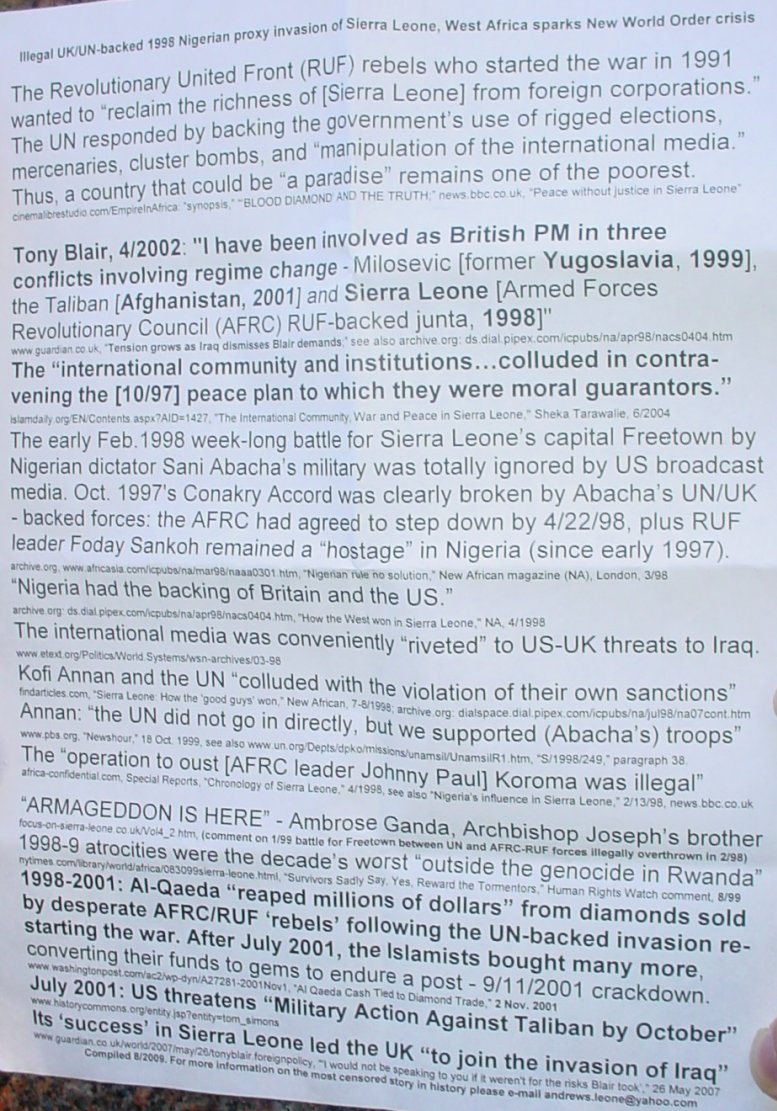 Illegal UK/UN-backed 1998 Nigerian proxy invasion of Sierra Leone, West Africa sparks New World Order crisis
The Revolutionary United Front (RUF) rebels who started the war in 1991
wanted to “reclaim the richness of [Sierra Leone] from foreign corporations.”
The UN responded by backing the government’s use of rigged elections,
mercenaries, cluster bombs, and “manipulation of the international media.”
Thus, a country that could be “a paradise” remains one of the poorest.
cinemalibrestudio.com/EmpireInAfrica: “synopsis,” “BLOOD DIAMOND AND THE TRUTH;” news.bbc.co.uk, “Peace without justice in Sierra Leone”
Tony Blair, 4/2002: "I have been involved as British PM in three
conflicts involving regime change - Milosevic [former Yugoslavia, 1999],
the Taliban [Afghanistan, 2001] and Sierra Leone [Armed Forces
Revolutionary Council (AFRC) RUF-backed junta, 1998]"
www.guardian.co.uk, “Tension grows as Iraq dismisses Blair demands;” see also archive.org: ds.dial.pipex.com/icpubs/na/apr98/nacs0404.htm
The “international community and institutions...colluded in contra-
vening the [10/97] peace plan to which they were moral guarantors.”
islamdaily.org/EN/Contents.aspx?AID=1427, “The International Community, War and Peace in Sierra Leone,” Sheka Tarawalie, 6/2004
The early Feb.1998 week-long battle for Sierra Leone’s capital Freetown by
Nigerian dictator Sani Abacha’s military was totally ignored by US broadcast
media. Oct. 1997's Conakry Accord was clearly broken by Abacha’s UN/UK
- backed forces: the AFRC had agreed to step down by 4/22/98, plus RUF
leader Foday Sankoh remained a “hostage” in Nigeria (since early 1997).
archive.org, www.africasia.com/icpubs/na/mar98/naaa0301.htm, “Nigerian rule no solution,” New African magazine (NA), London, 3/98
“Nigeria had the backing of Britain and the US.”
archive.org: ds.dial.pipex.com/icpubs/na/apr98/nacs0404.htm, “How the West won in Sierra Leone,” NA, 4/1998
The international media was conveniently “riveted” to US-UK threats to Iraq.
www.etext.org/Politics/World.Systems/wsn-archives/03-98
Kofi Annan and the UN “colluded with the violation of their own sanctions”
findarticles.com, “Sierra Leone: How the 'good guys' won,” New African, 7-8/1998; archive.org: dialspace.dial.pipex.com/icpubs/na/jul98/na07cont.htm
Annan: “the UN did not go in directly, but we supported (Abacha’s) troops”
www.pbs.org, “Newshour,” 18 Oct. 1999, see also www.un.org/Depts/dpko/missions/unamsil/UnamsilR1.htm, “S/1998/249,” paragraph 38.
The “operation to oust [AFRC leader Johnny Paul] Koroma was illegal”
africa-confidential.com, Special Reports, “Chronology of Sierra Leone,” 4/1998, see also “Nigeria's influence in Sierra Leone,” 2/13/98, news.bbc.co.uk
“ARMAGEDDON IS HERE” - Ambrose Ganda, Archbishop Joseph’s brother
focus-on-sierra-leone.co.uk/Vol4_2.htm, (comment on 1/99 battle for Freetown between UN and AFRC-RUF forces illegally overthrown in 2/98)
1998-9 atrocities were the decade’s worst “outside the genocide in Rwanda”
nytimes.com/library/world/africa/083099sierra-leone.html, “Survivors Sadly Say, Yes, Reward the Tormentors,” Human Rights Watch comment, 8/99
1998-2001: Al-Qaeda “reaped millions of dollars” from diamonds sold
by desperate AFRC/RUF ‘rebels’ following the UN-backed invasion re-
starting the war. After July 2001, the Islamists bought many more,
converting their funds to gems to endure a post - 9/11/2001 crackdown.
www.washingtonpost.com/ac2/wp-dyn/A27281-2001Nov1, “Al Qaeda Cash Tied to Diamond Trade,” 2 Nov. 2001
July 2001: US threatens “Military Action Against Taliban by October”
www.historycommons.org/entity.jsp?entity=tom_simons
Its ‘success’ in Sierra Leone led the UK “to join the invasion of Iraq”
www.guardian.co.uk/world/2007/may/26/tonyblair.foreignpolicy, “'I would not be speaking to you if it weren't for the risks Blair took',” 26 May 2007
Compiled 8/2009. For more information on the most censored story in history please e-mail andrews.leone@yahoo.com